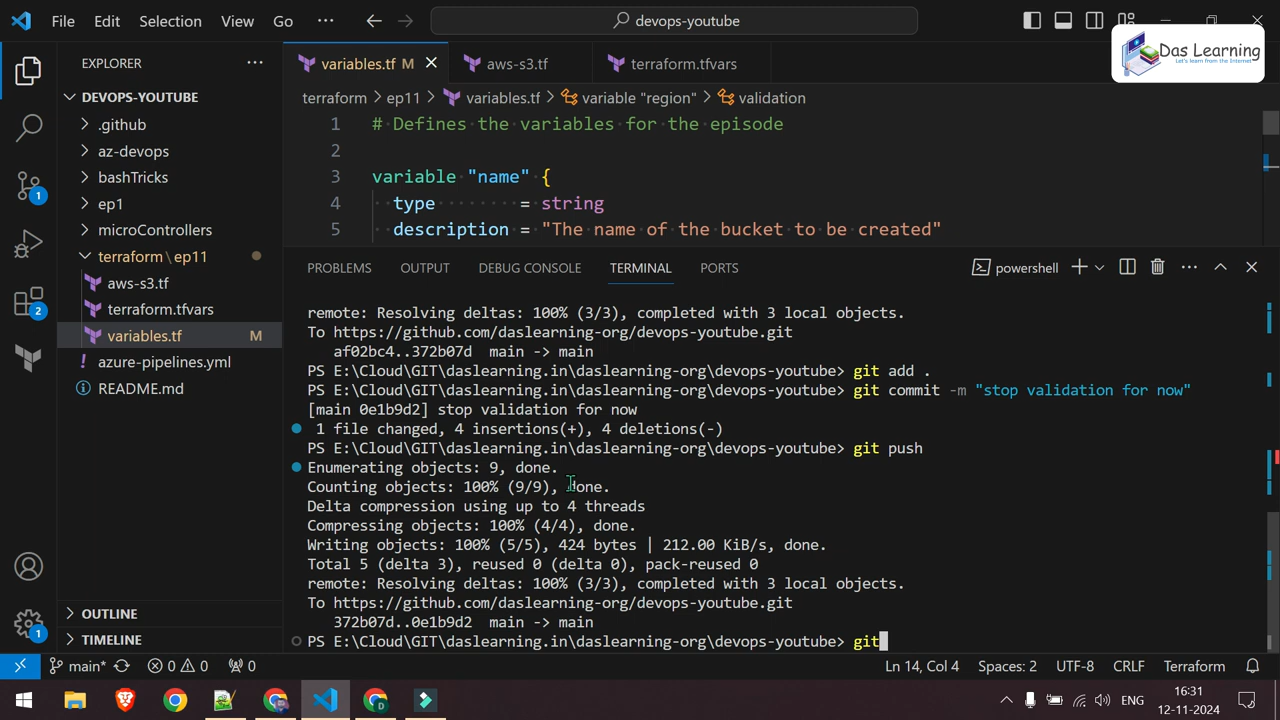 File Edit Selection View Go ··· devops-youtube
Das Learning
Let's learn from the Internet
EXPLORER ···
variables.tf M
aws-s3.tf
terraform.tfvars
DEVOPS-YOUTUBE
terraform > ep11 > variables.tf > variable "region" > validation
.github
az-devops
bashTricks
ep1
microControllers
terraform\ep11
aws-s3.tf
terraform.tfvars
variables.tf M
azure-pipelines.yml
README.md
1 # Defines the variables for the episode
2
3 variable "name" {
4 type = string
5 description = "The name of the bucket to be created"
PROBLEMS OUTPUT DEBUG CONSOLE TERMINAL PORTS powershell
remote: Resolving deltas: 100% (3/3), completed with 3 local objects.
To https://github.com/daslearning-org/devops-youtube.git
af02bc4..372b07d main -> main
PS E:\Cloud\GIT\daslearning.in\daslearning-org\devops-youtube> git add .
PS E:\Cloud\GIT\daslearning.in\daslearning-org\devops-youtube> git commit -m "stop validation for now"
[main 0e1b9d2] stop validation for now
1 file changed, 4 insertions(+), 4 deletions(-)
PS E:\Cloud\GIT\daslearning.in\daslearning-org\devops-youtube> git push
Enumerating objects: 9, done.
Counting objects: 100% (9/9), done.
Delta compression using up to 4 threads
Compressing objects: 100% (4/4), done.
Writing objects: 100% (5/5), 424 bytes | 212.00 KiB/s, done.
Total 5 (delta 3), reused 0 (delta 0), pack-reused 0
remote: Resolving deltas: 100% (3/3), completed with 3 local objects.
To https://github.com/daslearning-org/devops-youtube.git
372b07d..0e1b9d2 main -> main
PS E:\Cloud\GIT\daslearning.in\daslearning-org\devops-youtube> git
1
2
1
OUTLINE
TIMELINE
main* 0 0 0 Ln 14, Col 4 Spaces: 2 UTF-8 CRLF Terraform
ENG
16:31
12-11-2024